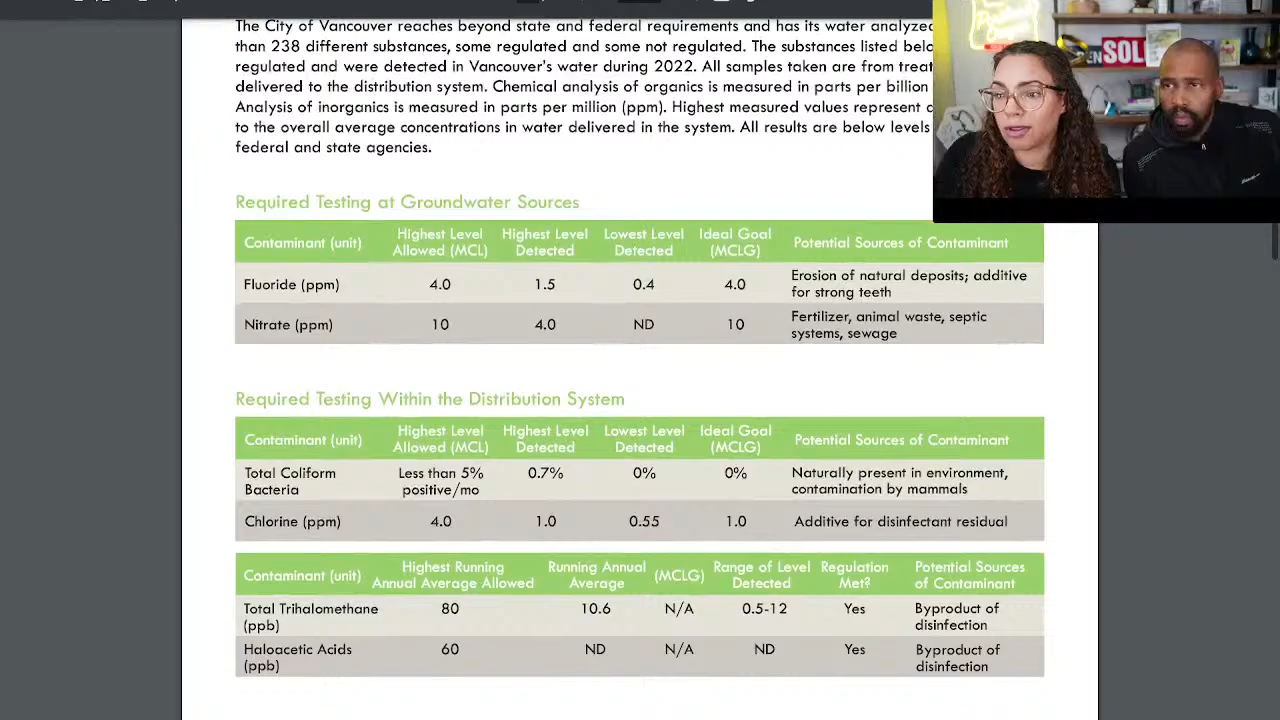 The City of Vancouver reaches beyond state and federal requirements and has its water analyzed
than 238 different substances, some regulated and some not regulated. The substances listed
regulated and were detected in Vancouver's water during 2022. All samples taken are from
delivered to the distribution system. Chemical analysis of organics is measured in parts per billion
Analysis of inorganics is measured in parts per million (ppm). Highest measured values represent
to the overall average concentrations in water delivered in the system. All results are below levels
federal and state agencies.
SOL
Required Testing at Groundwater Sources
Contaminant (unit) Highest Level Allowed (MCL) Highest Level Detected Lowest Level Detected Ideal Goal (MCLG) Potential Sources of Contaminant
Fluoride (ppm) 4.0 1.5 0.4 4.0 Erosion of natural deposits; additive for strong teeth
Nitrate (ppm) 10 4.0 ND 10 Fertilizer, animal waste, septic systems, sewage
Required Testing Within the Distribution System
Contaminant (unit) Highest Level Allowed (MCL) Highest Level Detected Lowest Level Detected Ideal Goal (MCLG) Potential Sources of Contaminant
Total Coliform Bacteria Less than 5% positive/mo 0.7% 0% 0% Naturally present in environment, contamination by mammals
Chlorine (ppm) 4.0 1.0 0.55 1.0 Additive for disinfectant residual
Contaminant (unit) Highest Running Annual Average Allowed Running Annual Average (MCLG) Range of Level Detected Regulation Met? Potential Sources of Contaminant
Total Trihalomethane (ppb) 80 10.6 N/A 0.5-12 Yes Byproduct of disinfection
Haloacetic Acids (ppb) 60 ND N/A ND Yes Byproduct of disinfection